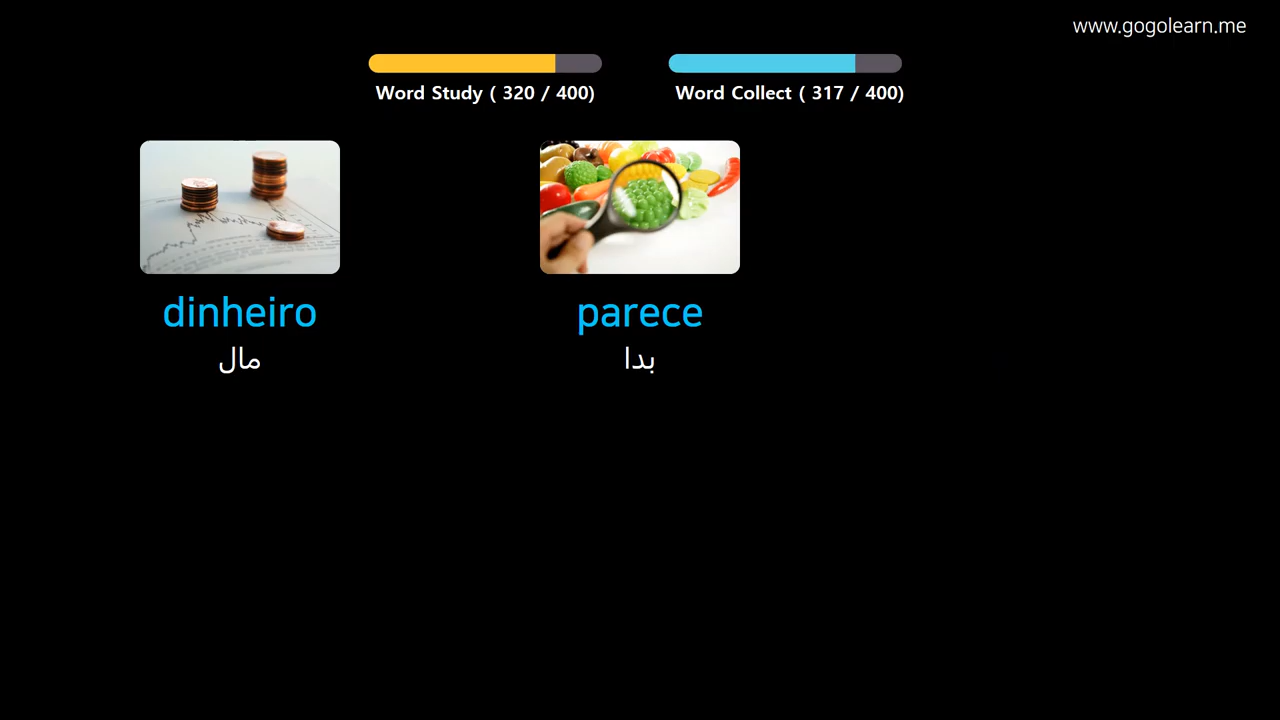 www.gogolearn.me
Word Study ( 320 / 400)
Word Collect ( 317 / 400)
dinheiro
مال
parece
بدا